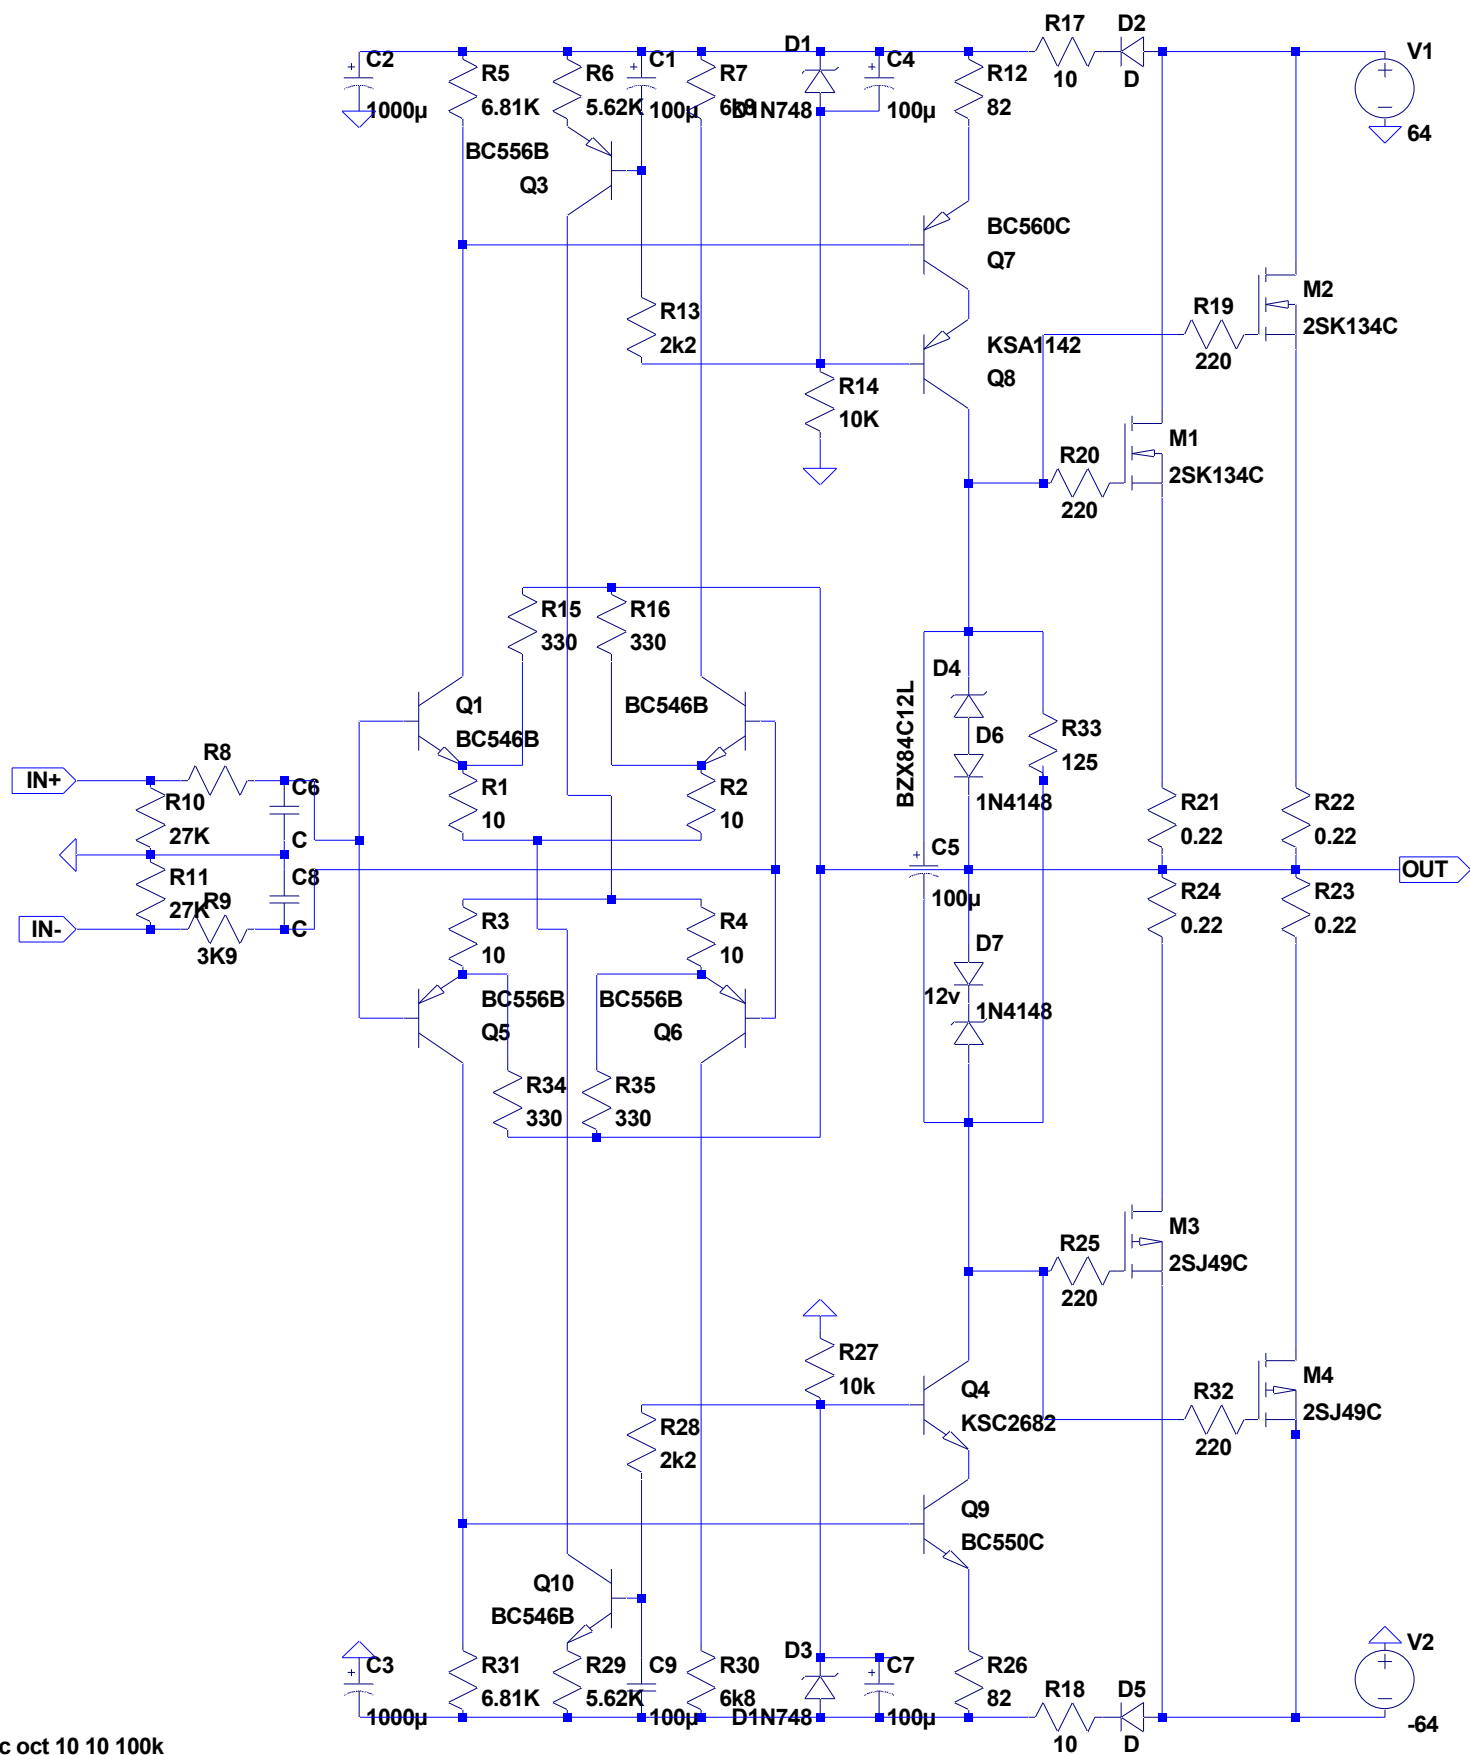 R17
D2
D1
C2
R5
R6
C1
R7
C4
R12
10
D
V1
1000µ
6.81K
5.62K
100µ
6k8
D1N748
100µ
82
64
BC556B
Q3
BC560C
Q7
R13
2k2
KSA1142
Q8
R19
220
M2
2SK134C
R14
10K
R20
220
M1
2SK134C
R15
330
R16
330
Q1
BC546B
BC546B
D4
BZX84C12L
D6
1N4148
R33
125
IN+
R8
C6
C
R10
27K
R1
10
R2
10
R21
0.22
R22
0.22
C5
100µ
OUT
R11
27K
R9
3K9
C8
C
IN-
R3
10
R4
10
R24
0.22
R23
0.22
D7
12v
1N4148
BC556B
Q5
BC556B
Q6
R34
330
R35
330
R25
220
M3
2SJ49C
R27
10k
R28
2k2
Q4
KSC2682
R32
220
M4
2SJ49C
Q9
BC550C
Q10
BC546B
C3
1000µ
R31
6.81K
R29
5.62K
C9
100µ
R30
6k8
D3
D1N748
C7
100µ
R26
82
R18
10
D5
D
V2
-64
c oct 10 10 100k